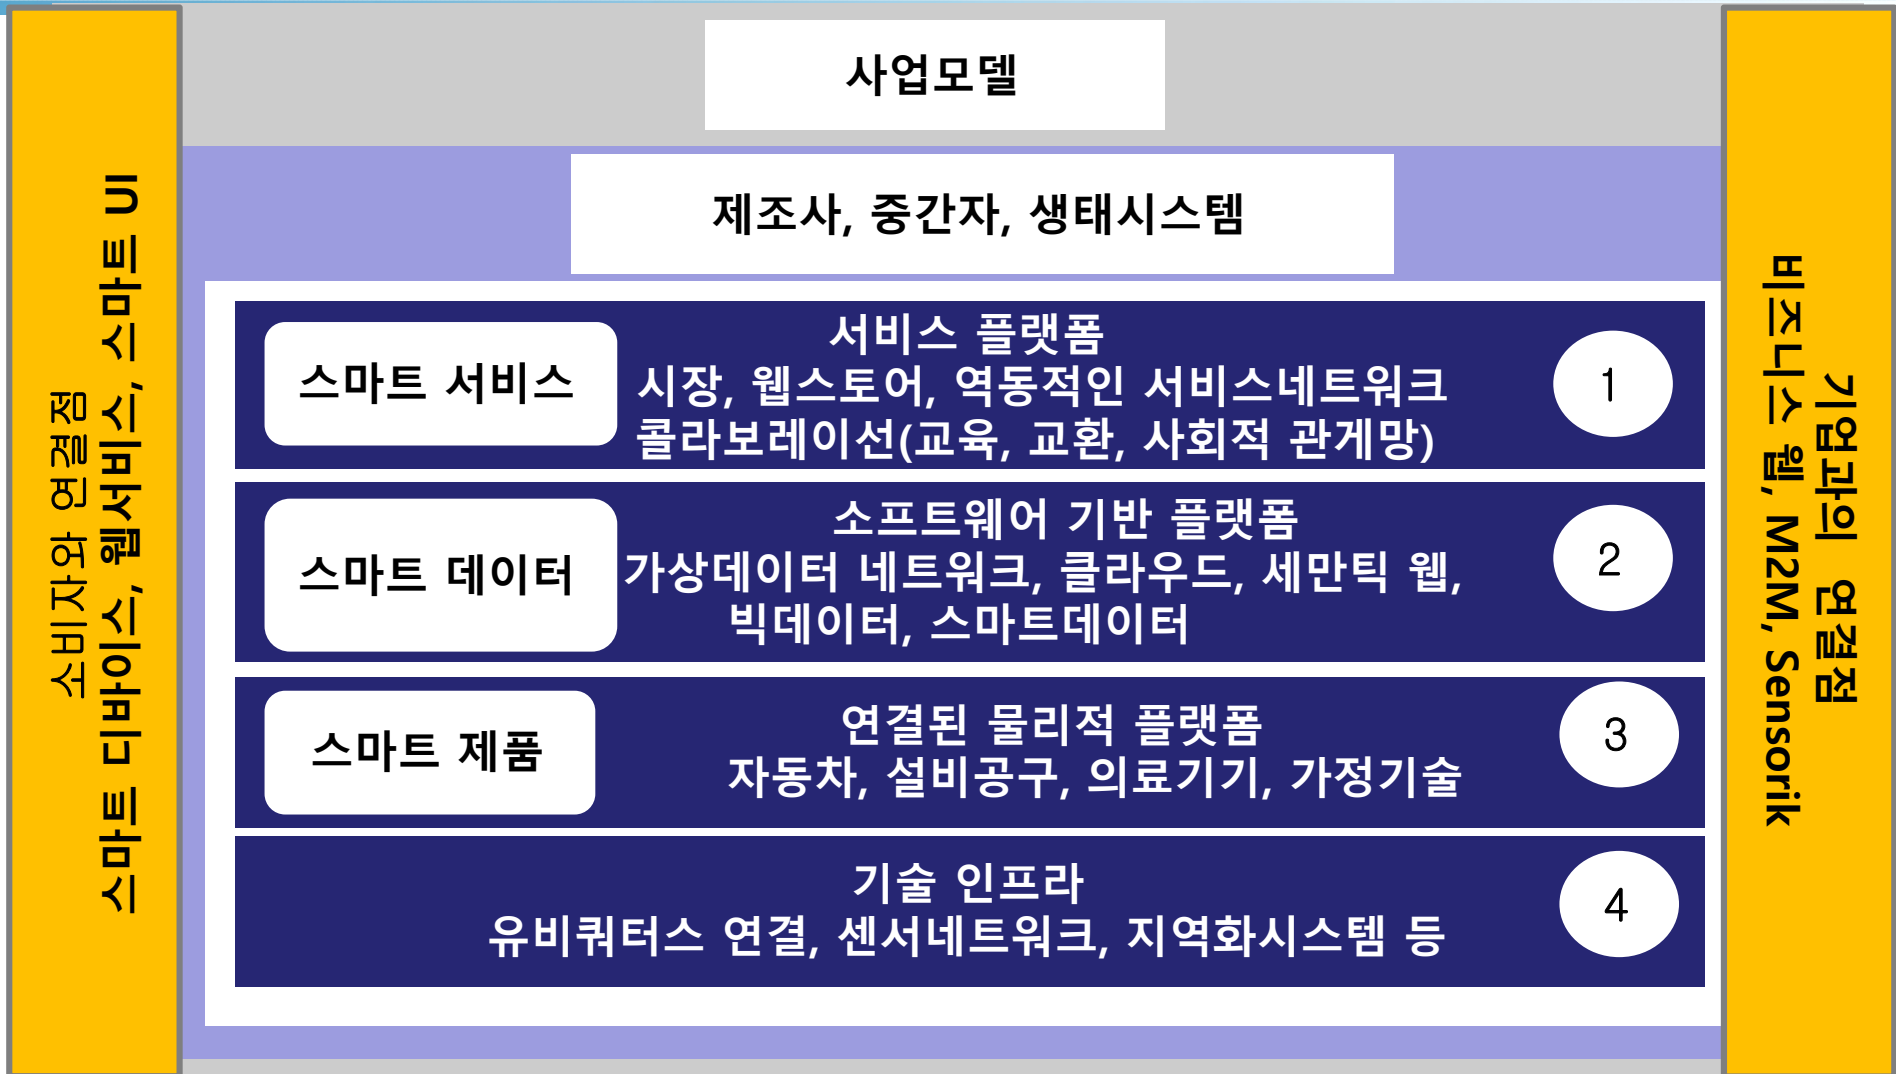 사업모델
제조사, 중간자, 생태시스템
소비자와 연결점
스마트 디바이스, 웹서비스, 스마트 UI
스마트 서비스
서비스 플랫폼
시장, 웹스토어, 역동적인 서비스네트워크
콜라보레이션(교육, 교환, 사회적 관게망)
1
스마트 데이터
소프트웨어 기반 플랫폼
가상데이터 네트워크, 클라우드, 세만틱 웹,
빅데이터, 스마트데이터
2
스마트 제품
연결된 물리적 플랫폼
자동차, 설비공구, 의료기기, 가정기술
3
기술 인프라
유비쿼터스 연결, 센서네트워크, 지역화시스템 등
4
기업과의 연결점
비즈니스 웹, M2M, Sensorik